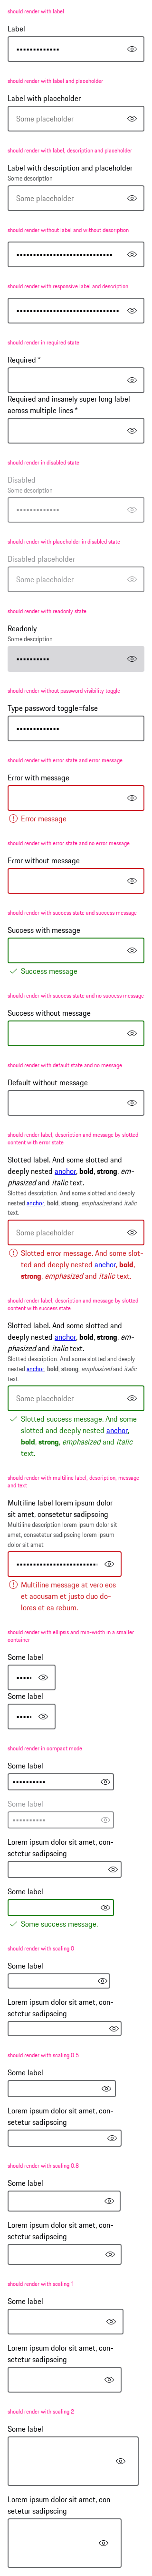 should render with label
Label
•••••••••••••
should render with label and placeholder
Label with placeholder
Some placeholder
should render with label, description and placeholder
Label with description and placeholder
Some description
Some placeholder
should render without label and without description
should render with responsive label and description
should render in required state
Required *
Required and insanely super long label
across multiple lines *
should render in disabled state
Disabled
Some description
•••••••••••••
should render with placeholder in disabled state
Disabled placeholder
Some placeholder
should render with readonly state
Readonly
Some description
••••••••••
should render without password visibility toggle
Type password toggle=false
•••••••••••••
should render with error state and error message
Error with message
Error message
should render with error state and no error message
Error without message
should render with success state and success message
Success with message
Success message
should render with success state and no success message
Success without message
should render with default state and no message
Default without message
should render label, description and message by slotted
content with error state
Slotted label. And some slotted and
deeply nested anchor, bold, strong, em-
phasized and italic text.
Slotted description. And some slotted and deeply
nested anchor, bold, strong, emphasized and italic
text.
Some placeholder
Slotted error message. And some slot-
ted and deeply nested anchor, bold,
strong, emphasized and italic text.
should render label, description and message by slotted
content with success state
Slotted label. And some slotted and
deeply nested anchor, bold, strong, em-
phasized and italic text.
Slotted description. And some slotted and deeply
nested anchor, bold, strong, emphasized and italic
text.
Some placeholder
Slotted success message. And some
slotted and deeply nested anchor,
bold, strong, emphasized and italic
text.
should render with multiline label, description, message
and text
Multiline label lorem ipsum dolor
sit amet, consetetur sadipscing
Multiline description lorem ipsum dolor sit
amet, consetetur sadipscing lorem ipsum
dolor sit amet
Multiline message at vero eos
et accusam et justo duo do-
lores et ea rebum.
should render with ellipsis and min-width in a smaller
container
Some label
•••••
Some label
•••••
should render in compact mode
Some label
••••••••••
Some label
••••••••••
Lorem ipsum dolor sit amet, con-
setetur sadipscing
Some label
Some success message.
should render with scaling 0
Some label
Lorem ipsum dolor sit amet, con-
setetur sadipscing
should render with scaling 0.5
Some label
Lorem ipsum dolor sit amet, con-
setetur sadipscing
should render with scaling 0.8
Some label
Lorem ipsum dolor sit amet, con-
setetur sadipscing
should render with scaling 1
Some label
Lorem ipsum dolor sit amet, con-
setetur sadipscing
should render with scaling 2
Some label
Lorem ipsum dolor sit amet, con-
setetur sadipscing